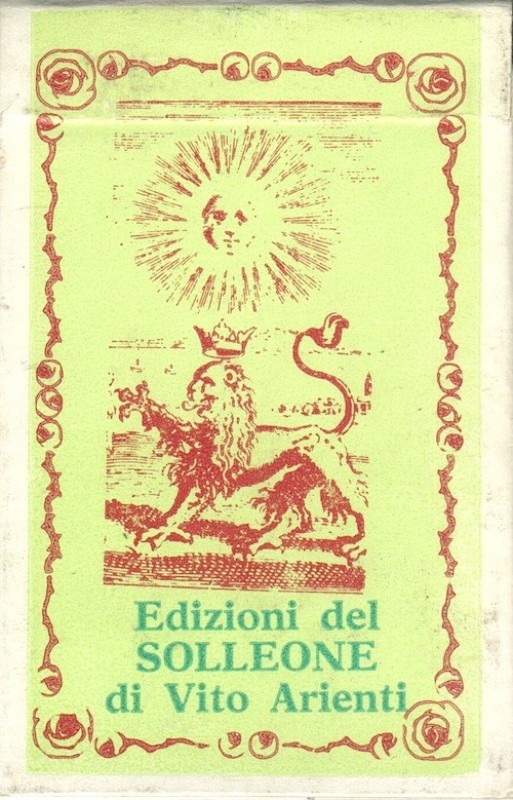 Edizioni del
SOLLEONE
di Vito Arienti